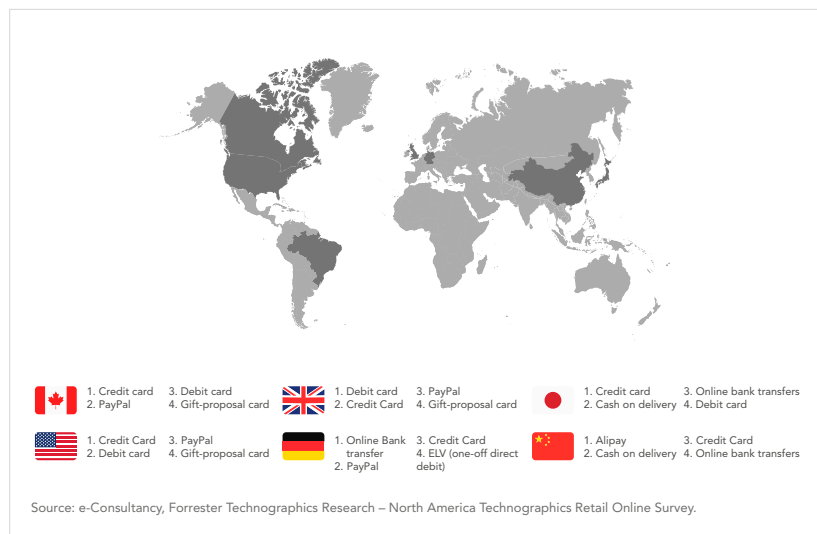 1. Credit card
2. PayPal
3. Debit card
4. Gift-proposal card
1. Debit card
2. Credit Card
3. PayPal
4. Gift-proposal card
1. Credit card
2. Cash on delivery
3. Online bank transfers
4. Debit card
1. Credit Card
2. Debit card
3. PayPal
4. Gift-proposal card
1. Online Bank
transfer
2. PayPal
3. Credit Card
4. ELV (one-off direct
debit)
1. Alipay
2. Cash on delivery
3. Credit Card
4. Online bank transfers
Source: e-Consultancy, Forrester Technographics Research – North America Technographics Retail Online Survey.